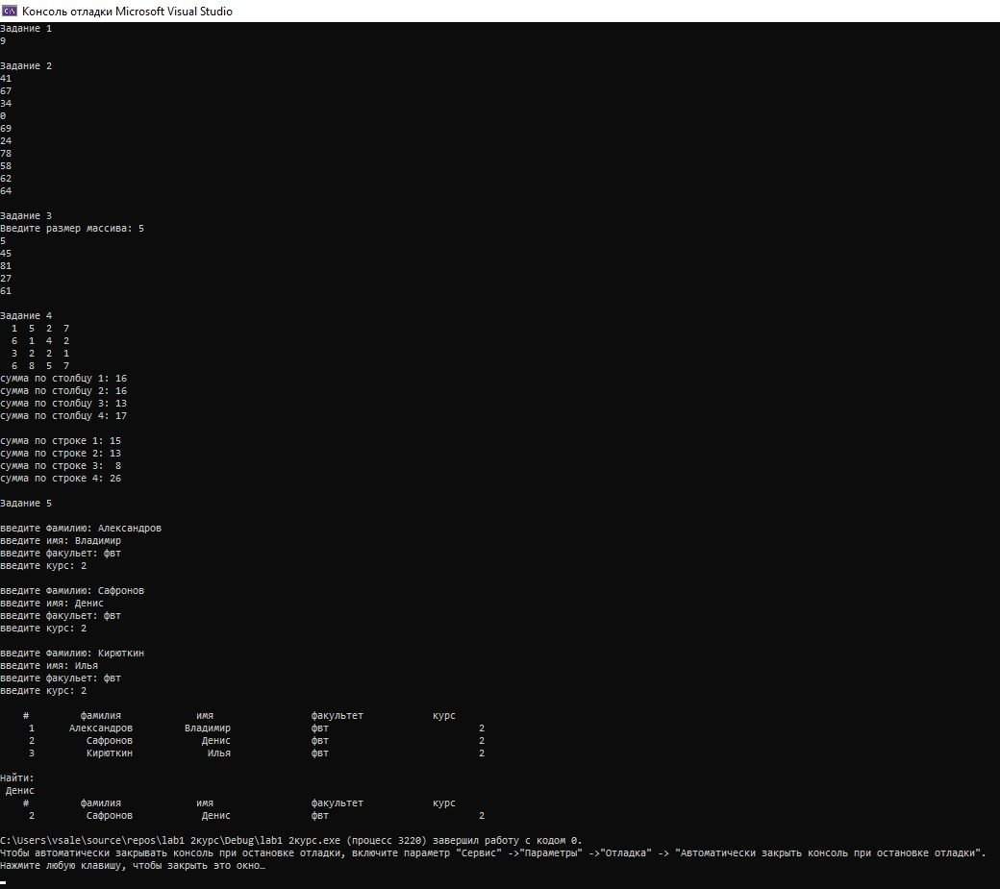 Консоль отладки Microsoft Visual Studio
Задание 1
9
Задание 2
41
67
34
0
69
24
78
58
62
64
Задание 3
Введите размер массива: 5
5
45
81
27
61
Задание 4
1 5 2 7
6 1 4 2
3 2 2 1
6 8 5 7
сумма по столбцу 1: 16
сумма по столбцу 2: 16
сумма по столбцу 3: 13
сумма по столбцу 4: 17
сумма по строке 1: 15
сумма по строке 2: 13
сумма по строке 3: 8
сумма по строке 4: 26
Задание 5
введите Фамилию: Александров
введите имя: Владимир
введите факульет: фвт
введите курс: 2
введите Фамилию: Сафронов
введите имя: Денис
введите факульет: фвт
введите курс: 2
введите Фамилию: Кирюткин
введите имя: Илья
введите факульет: фвт
введите курс: 2
# фамилия имя факультет курс
1 Александров Владимир фвт 2
2 Сафронов Денис фвт 2
3 Кирюткин Илья фвт 2
Найти:
Денис
# фамилия имя факультет курс
2 Сафронов Денис фвт 2
C:\Users\vsale\source\repos\lab1 2курс\Debug\lab1 2курс.exe (процесс 3220) завершил работу с кодом 0.
Чтобы автоматически закрывать консоль при остановке отладки, включите параметр "Сервис" ->"Параметры" ->"Отладка" -> "Автоматически закрыть консоль при остановке отладки".
Нажмите любую клавишу, чтобы закрыть это окно…